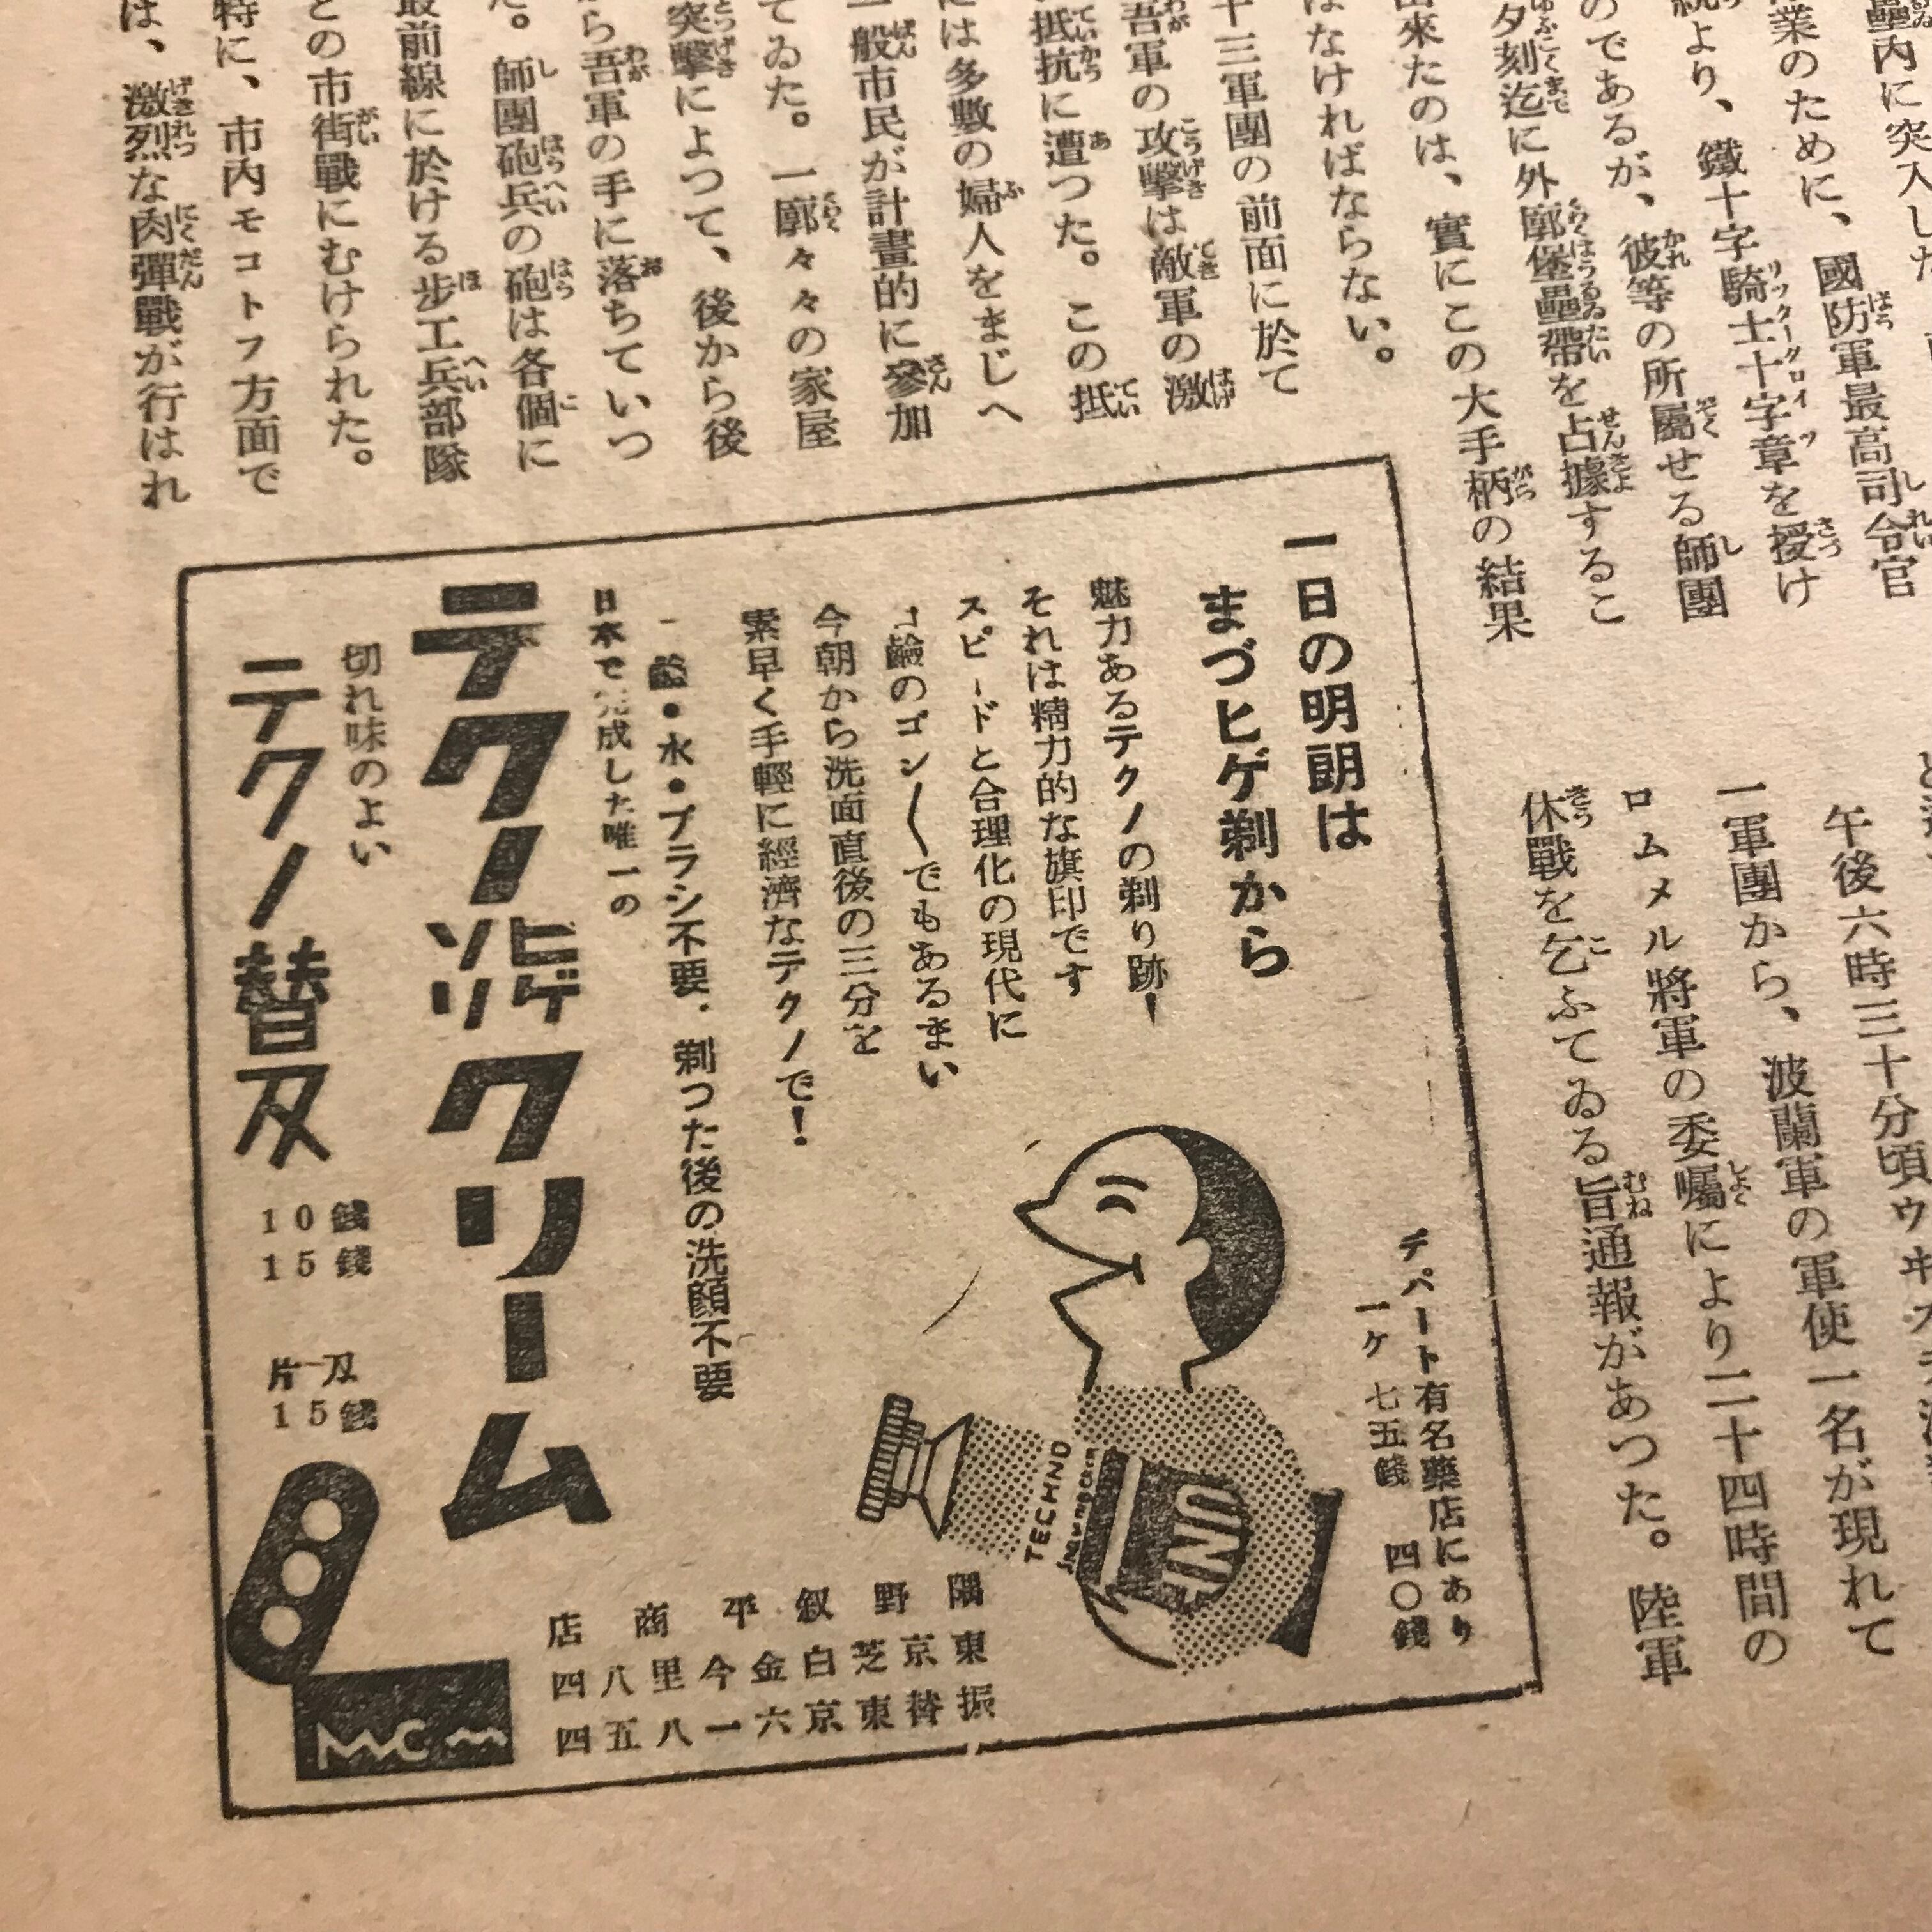 壘内に突入した
業のために、國防軍最高司令官
より、鐵十字騎士十字章を授け
のであるが、彼等の所屬せる師團
夕刻迄に外廓堡壘帶を占據するこ
出來たのは、實にこの大手柄の結果
はなければならない。
十三軍團の前面に於て
吾軍の攻擊は敵軍の激
抵抗に遭つた。この抵
には多數の婦人をまじへ
一般市民が計畫的に參加
てゐた。一廓々々の家屋
突擊によつて、後から後
ら吾軍の手に落ちていつ
た。師團砲兵の砲は各個に
最前線に於ける步工兵部隊
との市街戰にむけられた。
特に、市内モコトフ方面で
は、激烈な肉彈戰が行はれ
午後六時三十分頃ウヰ
一軍團から、波蘭軍の軍使一名が現れて
ロムメル將軍の委囑により二十四時間の
休戰を乞ふてゐる旨通報があつた。陸軍
一日の明朗は
まづヒゲ剃から
魅力あるテクノの剃り跡!
それは精力的な旗印です
スピードと合理化の現代に
齡のゴシ〱でもあるまい
今朝から洗面直後の三分を
素早く手輕に經濟なテクノで!
・水・ブラシ不要．剃つた後の洗顏不要
日本で完成した唯一の
テクノヒゲソリクリーム
切れ味のよい
テクノ替刄
10錢
15錢
片刄
15錢
デパート有名藥店にあり
一ケ 七五錢 四〇錢
TECHNO
UNI
隅野叙平商店
東京芝白金今里八四
振替東京六一八五四